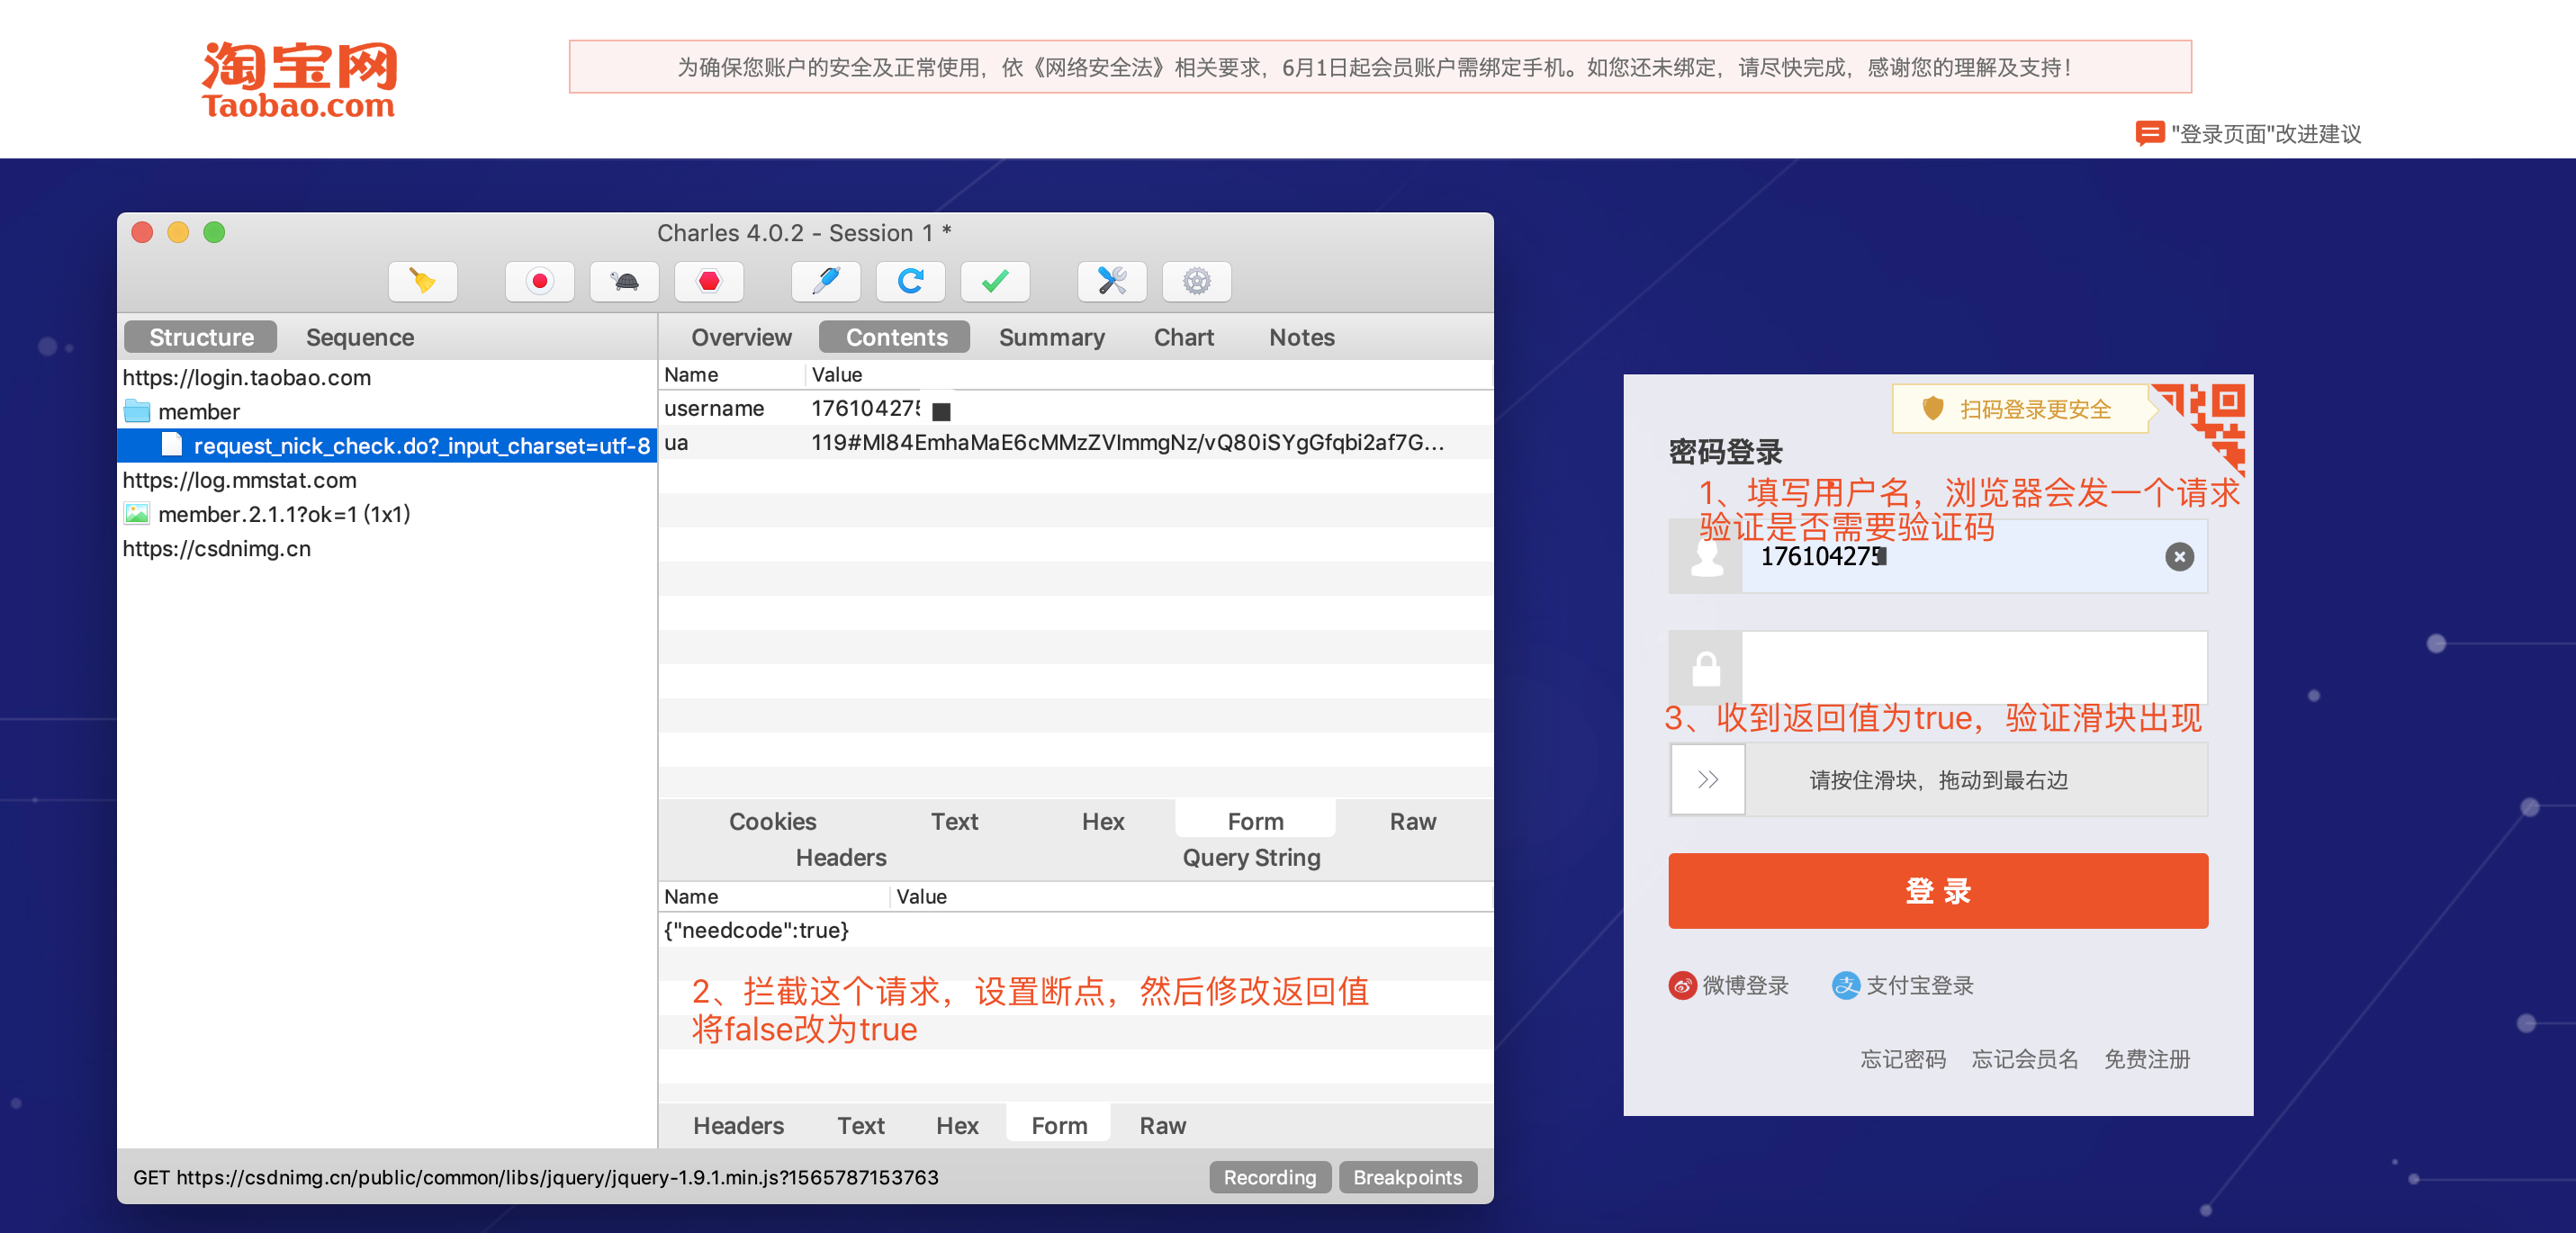 淘宝网
Taobao.com
为确保您账户的安全及正常使用，依《网络安全法》相关要求，6月1日起会员账户需绑定手机。如您还未绑定，请尽快完成，感谢您的理解及支持！
"登录页面"改进建议
Charles 4.0.2 - Session 1 *
Structure Sequence
https://login.taobao.com
member
request_nick_check.do?_input_charset=utf-8
https://log.mmstat.com
member.2.1.1?ok=1 (1x1)
https://csdnimg.cn
Overview Contents Summary Chart Notes
Name Value
username 176104275
ua 119#Ml84EmhaMaE6cMMzZVlmmgNz/vQ80iSYgGfqbi2af7G...
Cookies Text Hex Form Raw
Headers Query String
Name Value
{"needcode":true}
2、拦截这个请求，设置断点，然后修改返回值
将false改为true
Headers Text Hex Form Raw
GET https://csdnimg.cn/public/common/libs/jquery/jquery-1.9.1.min.js?1565787153763
Recording Breakpoints
扫码登录更安全
密码登录
1、填写用户名，浏览器会发一个请求
验证是否需要验证码
176104275
3、收到返回值为true，验证滑块出现
请按住滑块，拖动到最右边
登 录
微博登录 支付宝登录
忘记密码 忘记会员名 免费注册